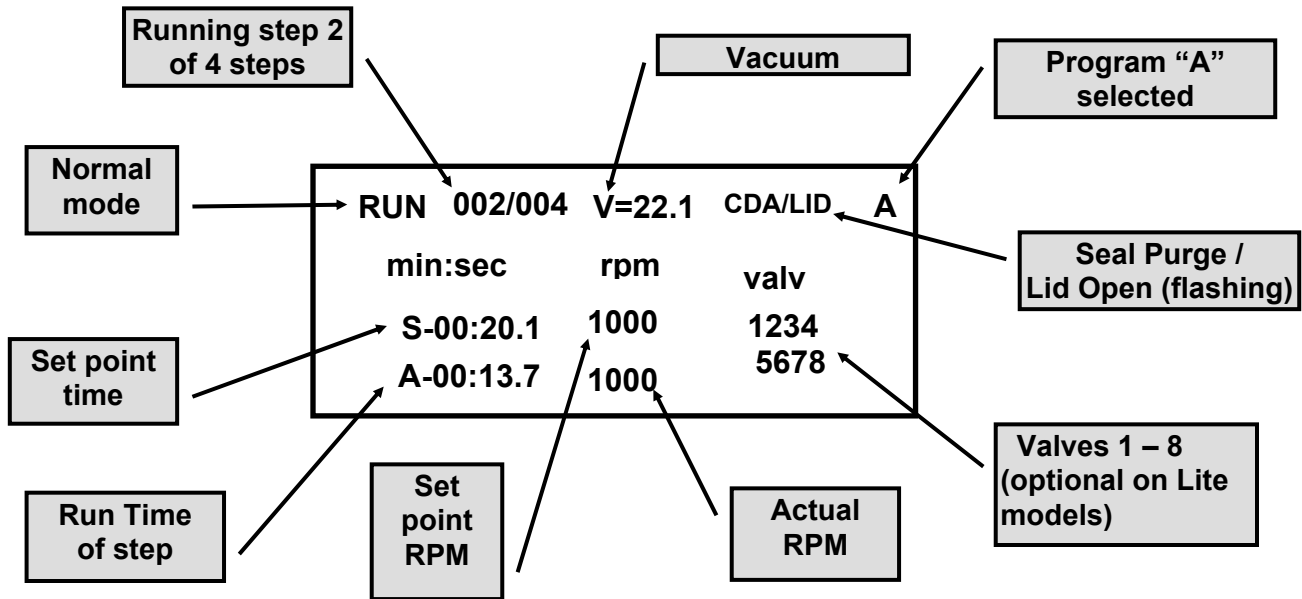 Running step 2
of 4 steps
Vacuum
Program “A”
selected
Normal
mode
RUN 002/004 V=22.1 CDA/LID A
min:sec rpm valv
S-00:20.1 1000 1234
5678
A-00:13.7 1000
Seal Purge /
Lid Open (flashing)
Set point
time
Valves 1 – 8
(optional on Lite
models)
Run Time
of step
Set
point
RPM
Actual
RPM